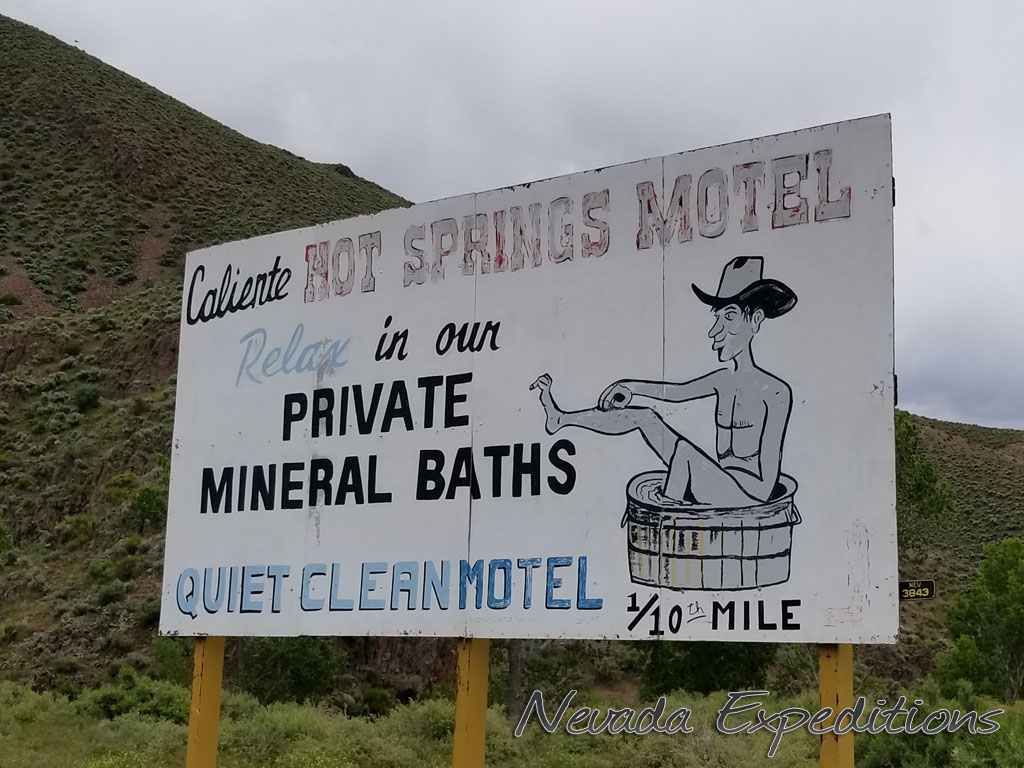 Caliente HOT SPRINGS MOTEL
Relax in our
PRIVATE
MINERAL BATHS
QUIET CLEAN MOTEL
1/10th MILE
NEV
3843
Nevada Expeditions